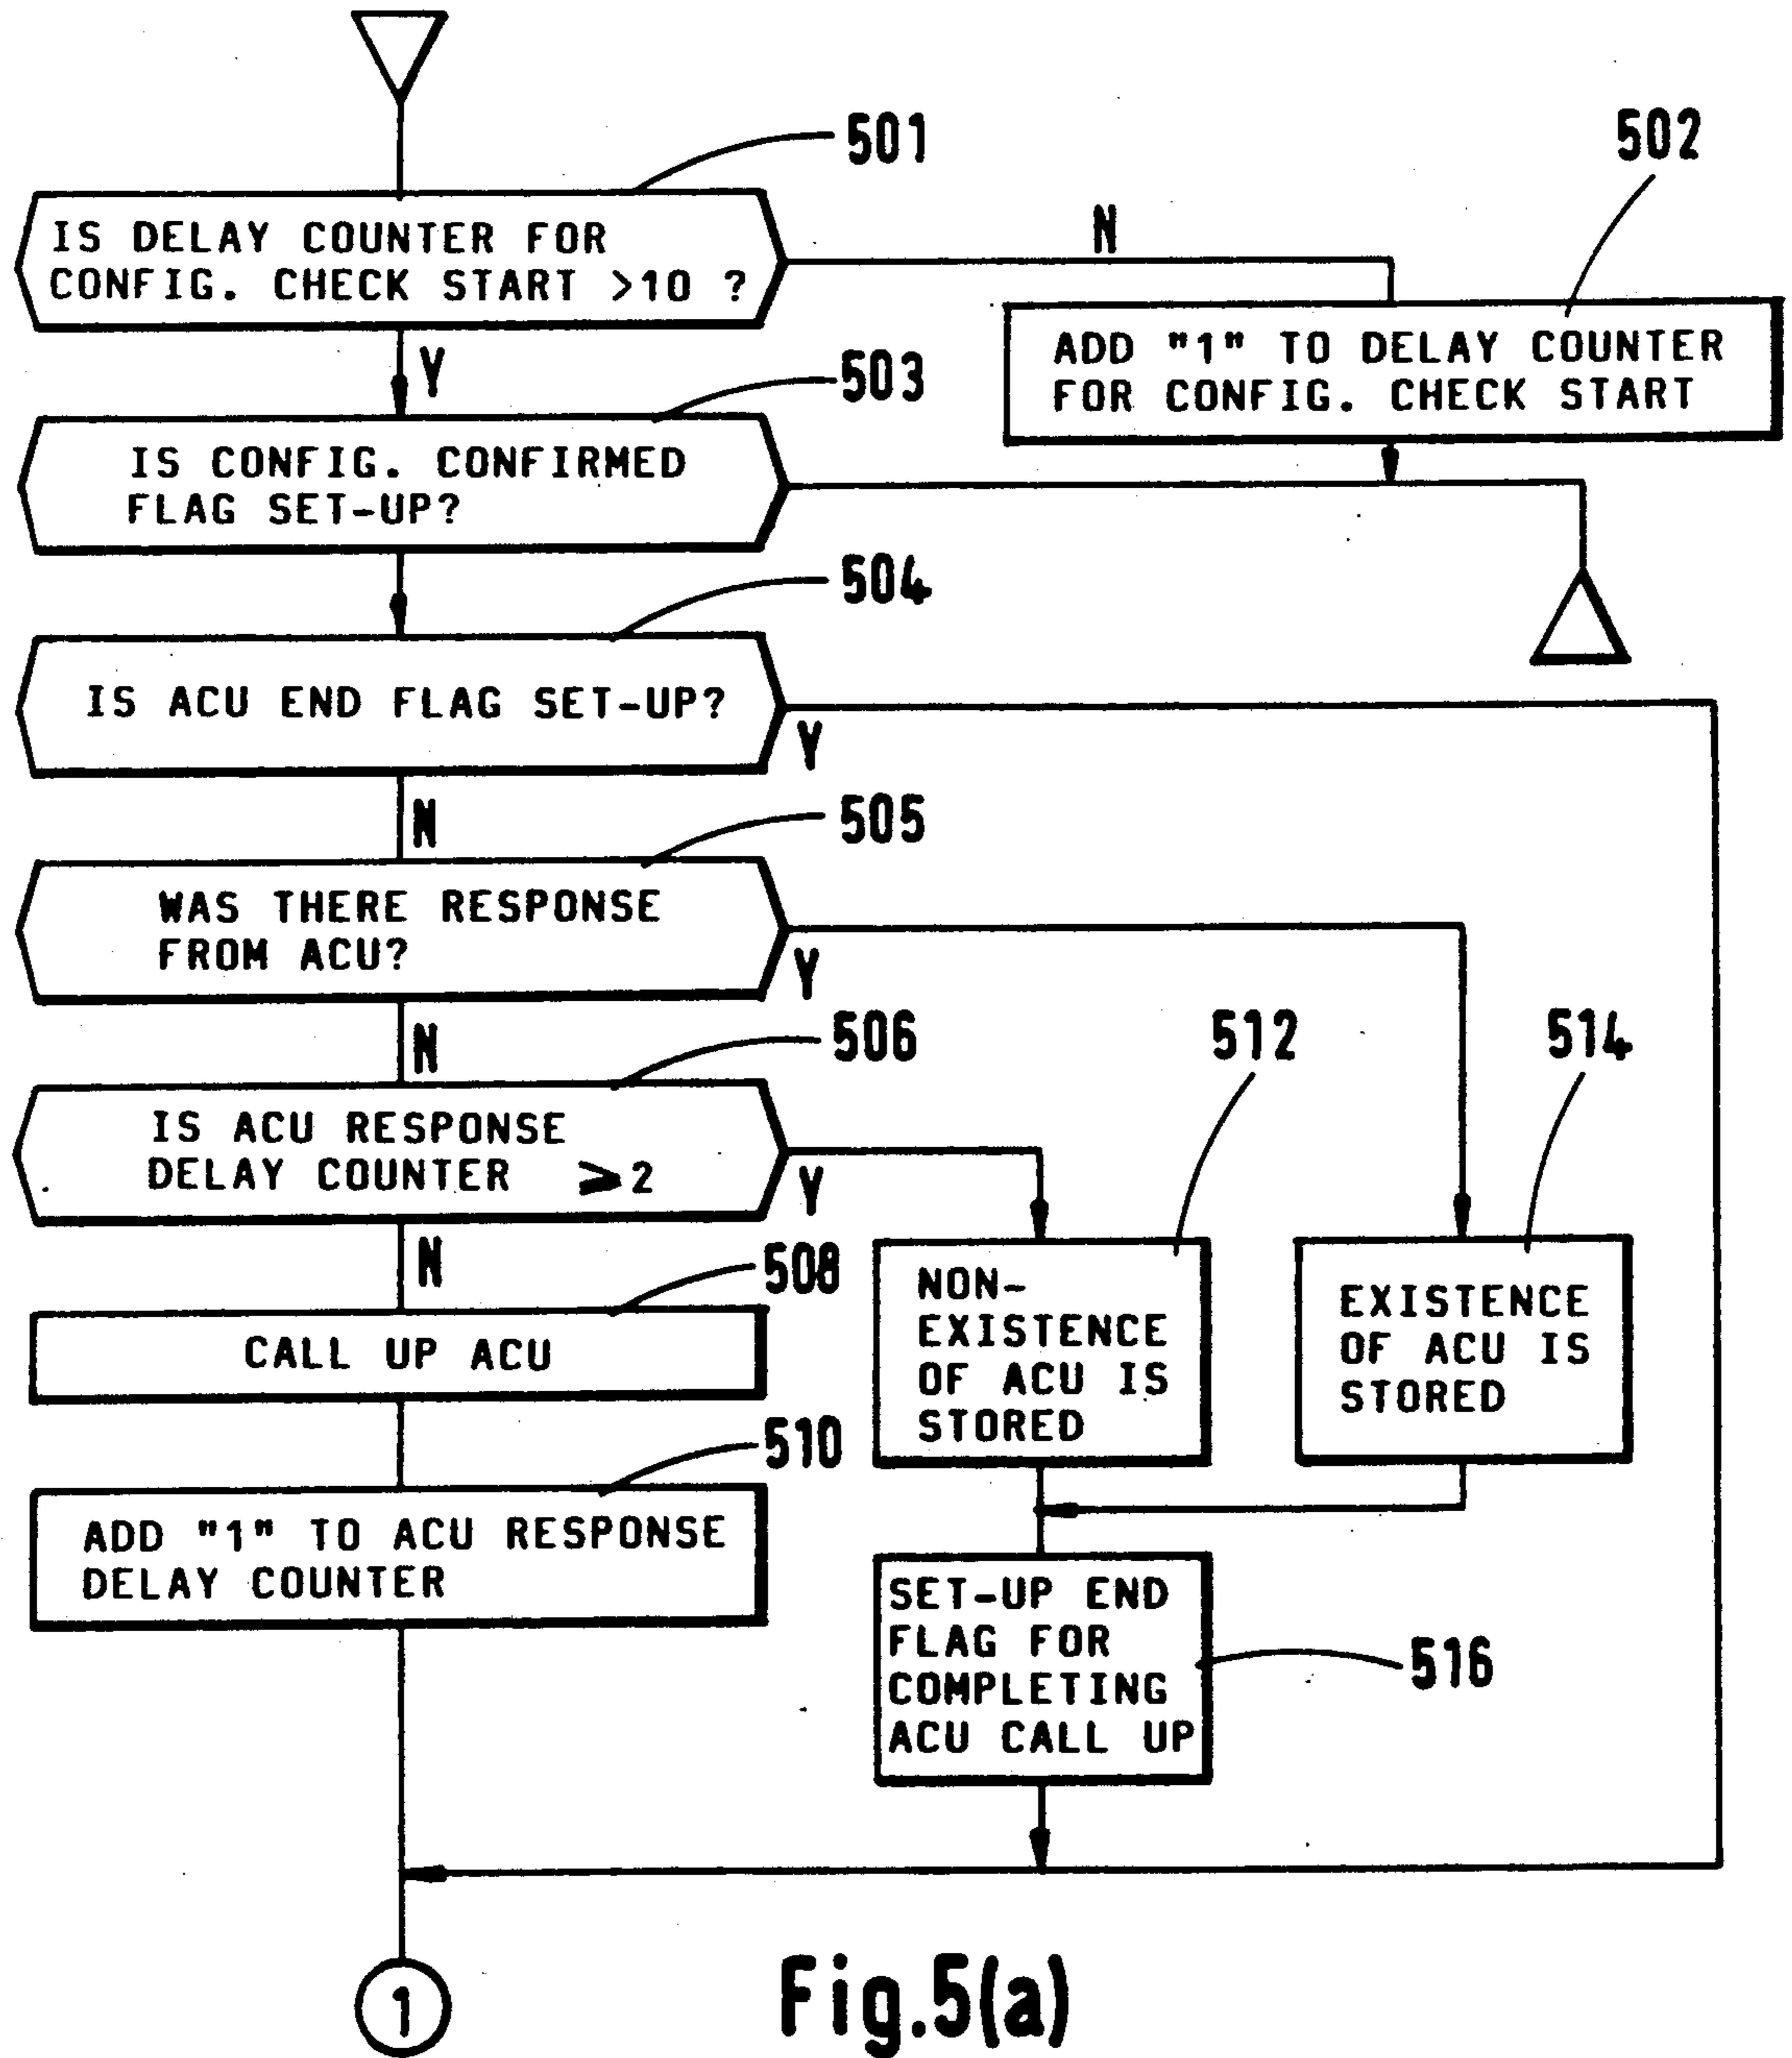 501
502
IS DELAY COUNTER FOR
CONFIG. CHECK START >10 ?
N
ADD "1" TO DELAY COUNTER
FOR CONFIG. CHECK START
Y
503
IS CONFIG. CONFIRMED
FLAG SET-UP?
504
IS ACU END FLAG SET-UP?
Y
N
505
WAS THERE RESPONSE
FROM ACU?
Y
N
506
512
514
IS ACU RESPONSE
DELAY COUNTER ≥2
Y
N
508
CALL UP ACU
NON-
EXISTENCE
OF ACU IS
STORED
EXISTENCE
OF ACU IS
STORED
510
ADD "1" TO ACU RESPONSE
DELAY COUNTER
SET-UP END
FLAG FOR
COMPLETING
ACU CALL UP
516
1
Fig.5(a)